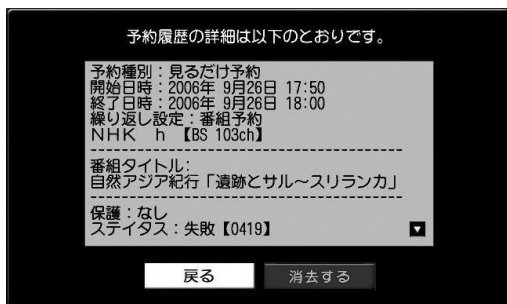 予約履歴の詳細は以下のとおりです。
予約種別：見るだけ予約
開始日時：2006年 9月26日 17:50
終了日時：2006年 9月26日 18:00
繰り返し設定：番組予約
NHK h 【BS 103ch】
番組タイトル：
自然アジア紀行「遺跡とサル～スリランカ」
保護：なし
ステイタス：失敗【0419】
戻る 消去する